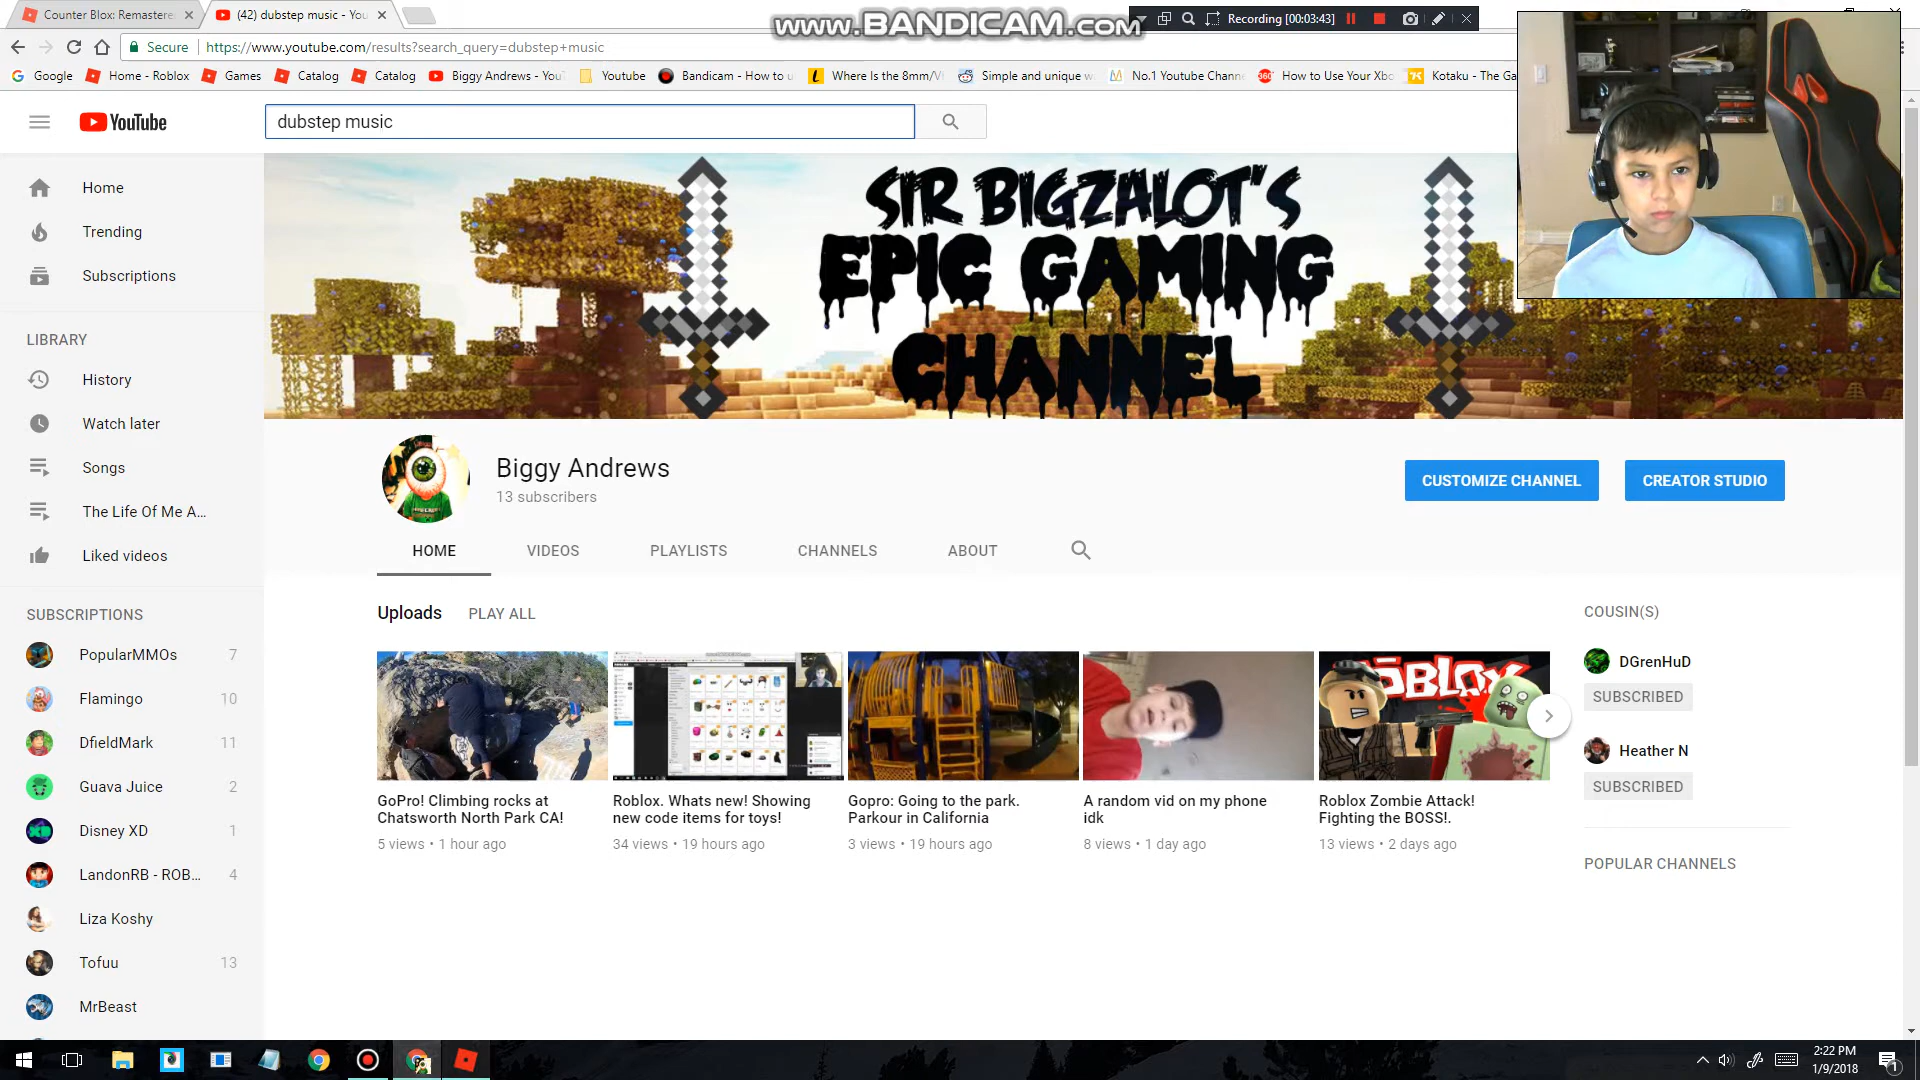 Counter Blox: Remastere
(42) dubstep music - You
www.BANDICAM.com
Recording [00:03:43]
Secure
https://www.youtube.com/results?search_query=dubstep+music
Google
Home - Roblox
Games
Catalog
Catalog
Biggy Andrews - You
Youtube
Bandicam - How to u
Where Is the 8mm/V
Simple and unique w
No.1 Youtube Chann
How to Use Your Xbo
Kotaku - The Ga
YouTube
dubstep music
Home
Trending
Subscriptions
LIBRARY
History
Watch later
Songs
The Life Of Me A...
Liked videos
SUBSCRIPTIONS
PopularMMOs 7
Flamingo 10
DfieldMark 11
Guava Juice 2
Disney XD 1
LandonRB - ROB... 4
Liza Koshy
Tofuu 13
MrBeast
SIR BIGZALOT'S
EPIC GAMING
CHANNEL
Biggy Andrews
13 subscribers
CUSTOMIZE CHANNEL
CREATOR STUDIO
HOME
VIDEOS
PLAYLISTS
CHANNELS
ABOUT
Uploads
PLAY ALL
ROBLOX
GoPro! Climbing rocks at
Chatsworth North Park CA!
5 views • 1 hour ago
Roblox. Whats new! Showing
new code items for toys!
34 views • 19 hours ago
Gopro: Going to the park.
Parkour in California
3 views • 19 hours ago
A random vid on my phone
idk
8 views • 1 day ago
Roblox Zombie Attack!
Fighting the BOSS!.
13 views • 2 days ago
COUSIN(S)
DGrenHuD
SUBSCRIBED
Heather N
SUBSCRIBED
POPULAR CHANNELS
2:22 PM
1/9/2018
1